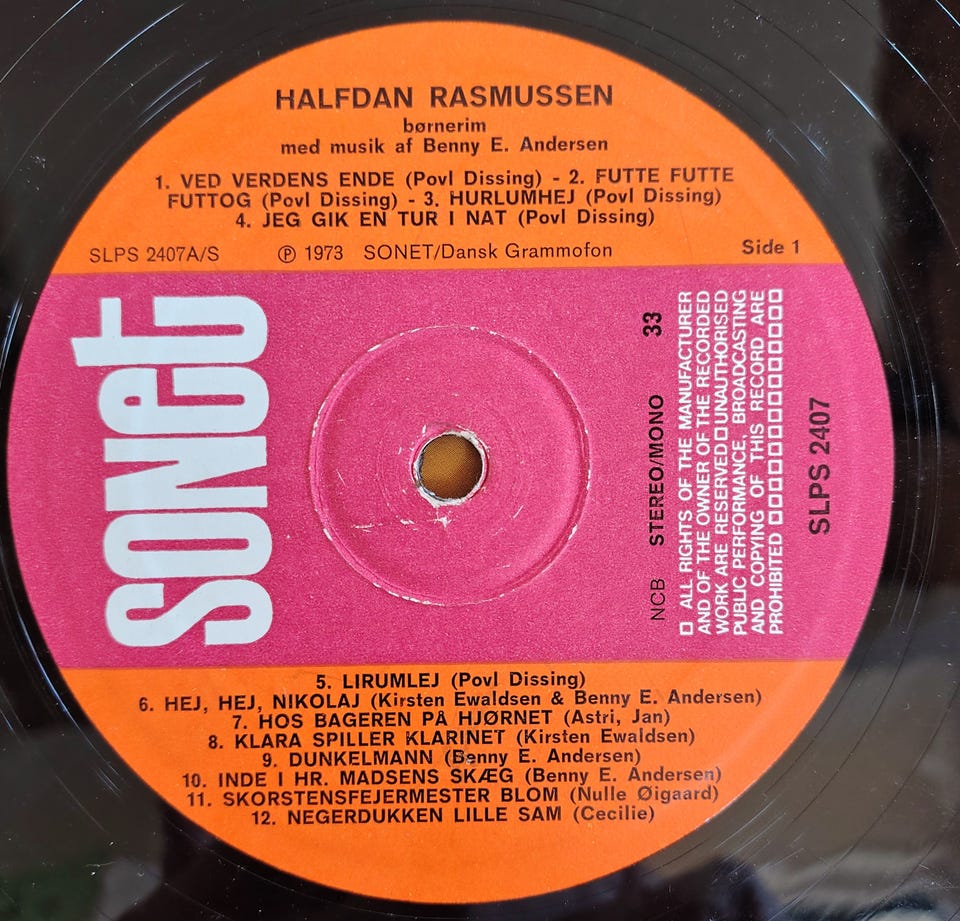 HALFDAN RASMUSSEN
børnerim
med musik af Benny E. Andersen
1. VED VERDENS ENDE (Povl Dissing) - 2. FUTTE FUTTE
FUTTOG (Povl Dissing) - 3. HURLUMHEJ (Povl Dissing)
4. JEG GIK EN TUR I NAT (Povl Dissing)
SLPS 2407A/S ℗ 1973 SONET/Dansk Grammofon Side 1
SONET
NCB STEREO/MONO 33
□ ALL RIGHTS OF THE MANUFACTURER
AND OF THE OWNER OF THE RECORDED
WORK ARE RESERVED □ UNAUTHORISED
PUBLIC PERFORMANCE, BROADCASTING
AND COPYING OF THIS RECORD ARE
PROHIBITED □□□□□□□□□□□□□
SLPS 2407
5. LIRUMLEJ (Povl Dissing)
6. HEJ, HEJ, NIKOLAJ (Kirsten Ewaldsen & Benny E. Andersen)
7. HOS BAGEREN PÅ HJØRNET (Astri, Jan)
8. KLARA SPILLER KLARINET (Kirsten Ewaldsen)
9. DUNKELMANN (Benny E. Andersen)
10. INDE I HR. MADSENS SKÆG (Benny E. Andersen)
11. SKORSTENSFEJERMESTER BLOM (Nulle Øigaard)
12. NEGERDUKKEN LILLE SAM (Cecilie)